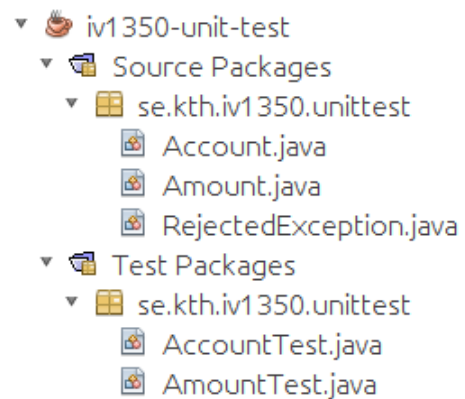 iv1350-unit-test
Source Packages
se.kth.iv1350.unittest
Account.java
Amount.java
RejectedException.java
Test Packages
se.kth.iv1350.unittest
AccountTest.java
AmountTest.java